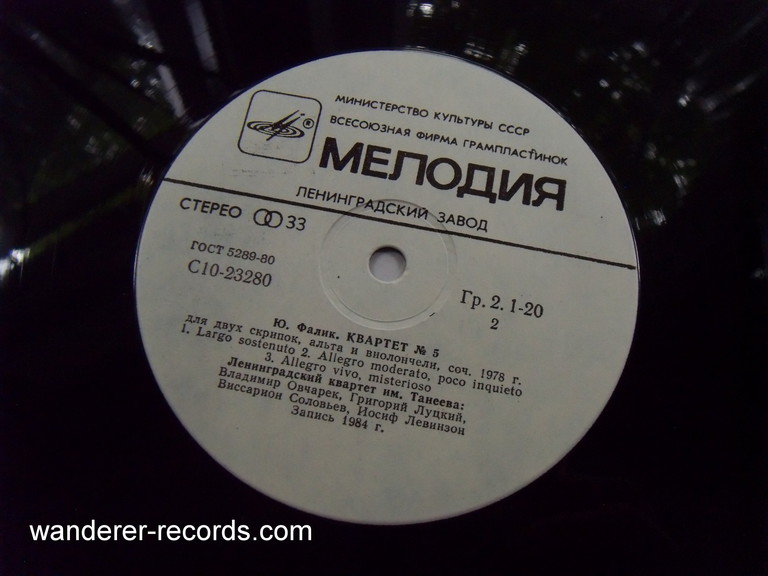 МИНИСТЕРСТВО КУЛЬТУРЫ СССР
ВСЕСОЮЗНАЯ ФИРМА ГРАМПЛАСТИНОК
®
МЕЛОДИЯ
ЛЕНИНГРАДСКИЙ ЗАВОД
СТЕРЕО 33
ГОСТ 5289-80
С10-23280
Гр. 2. 1-20
2
Ю. Фалик. КВАРТЕТ № 5
для двух скрипок, альта и виолончели, соч. 1978 г.
1. Largo sostenuto 2. Allegro moderato, poco inquieto
3. Allegro vivo, misterioso
Ленинградский квартет им. Танеева:
Владимир Овчарек, Григорий Луцкий,
Виссарион Соловьев, Иосиф Левинзон
Запись 1984 г.
wanderer-records.com